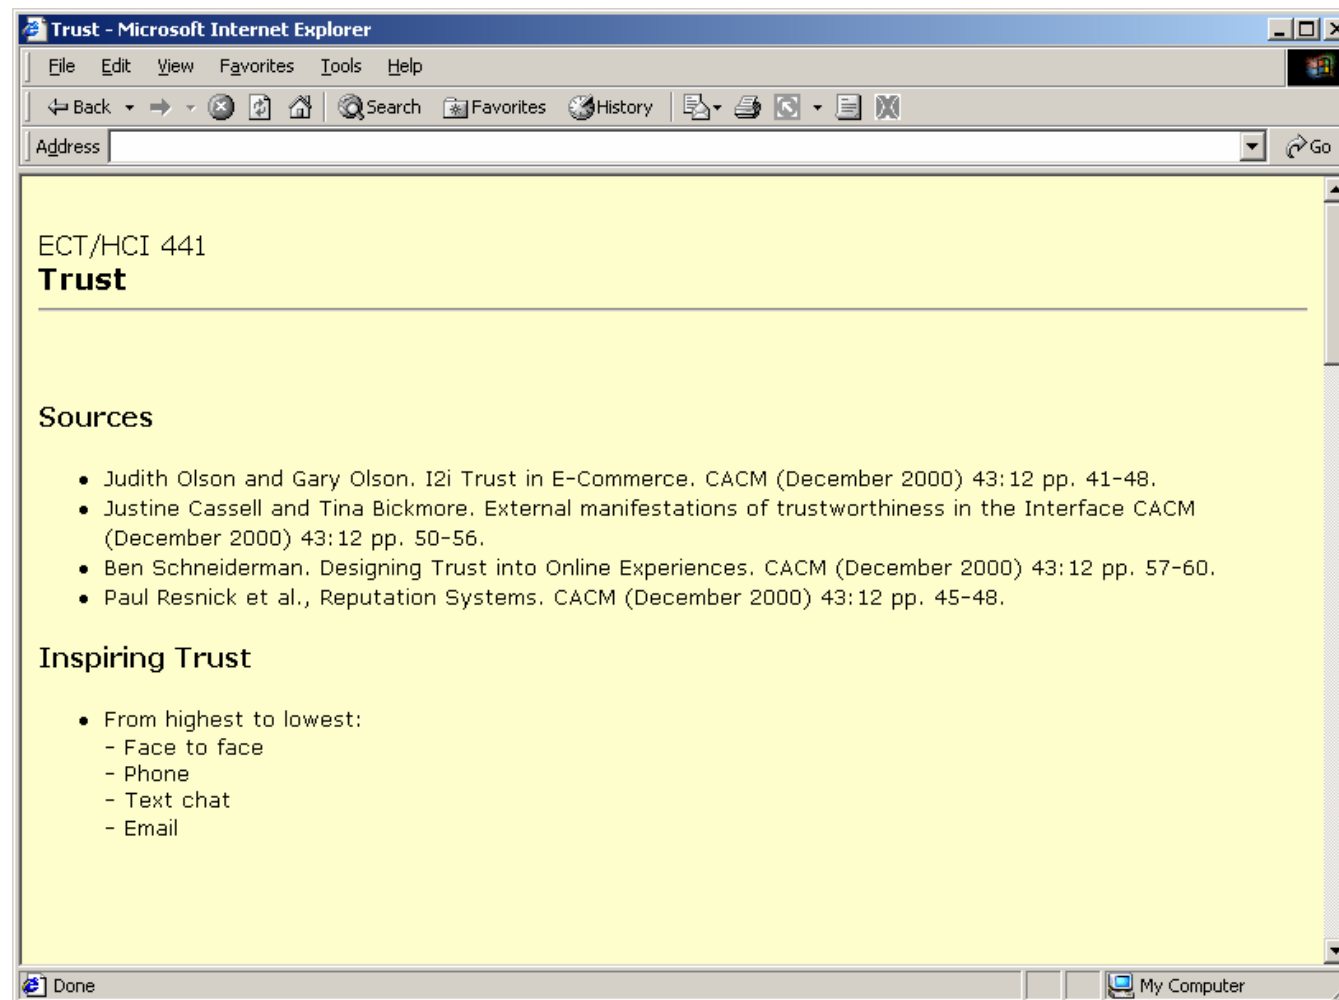 Trust - Microsoft Internet Explorer
File Edit View Favorites Tools Help
Back Search Favorites History
Address Go
ECT/HCI 441
Trust
Sources
• Judith Olson and Gary Olson. I2i Trust in E-Commerce. CACM (December 2000) 43:12 pp. 41-48.
• Justine Cassell and Tina Bickmore. External manifestations of trustworthiness in the Interface CACM
(December 2000) 43:12 pp. 50-56.
• Ben Schneiderman. Designing Trust into Online Experiences. CACM (December 2000) 43:12 pp. 57-60.
• Paul Resnick et al., Reputation Systems. CACM (December 2000) 43:12 pp. 45-48.
Inspiring Trust
• From highest to lowest:
- Face to face
- Phone
- Text chat
- Email
Done My Computer